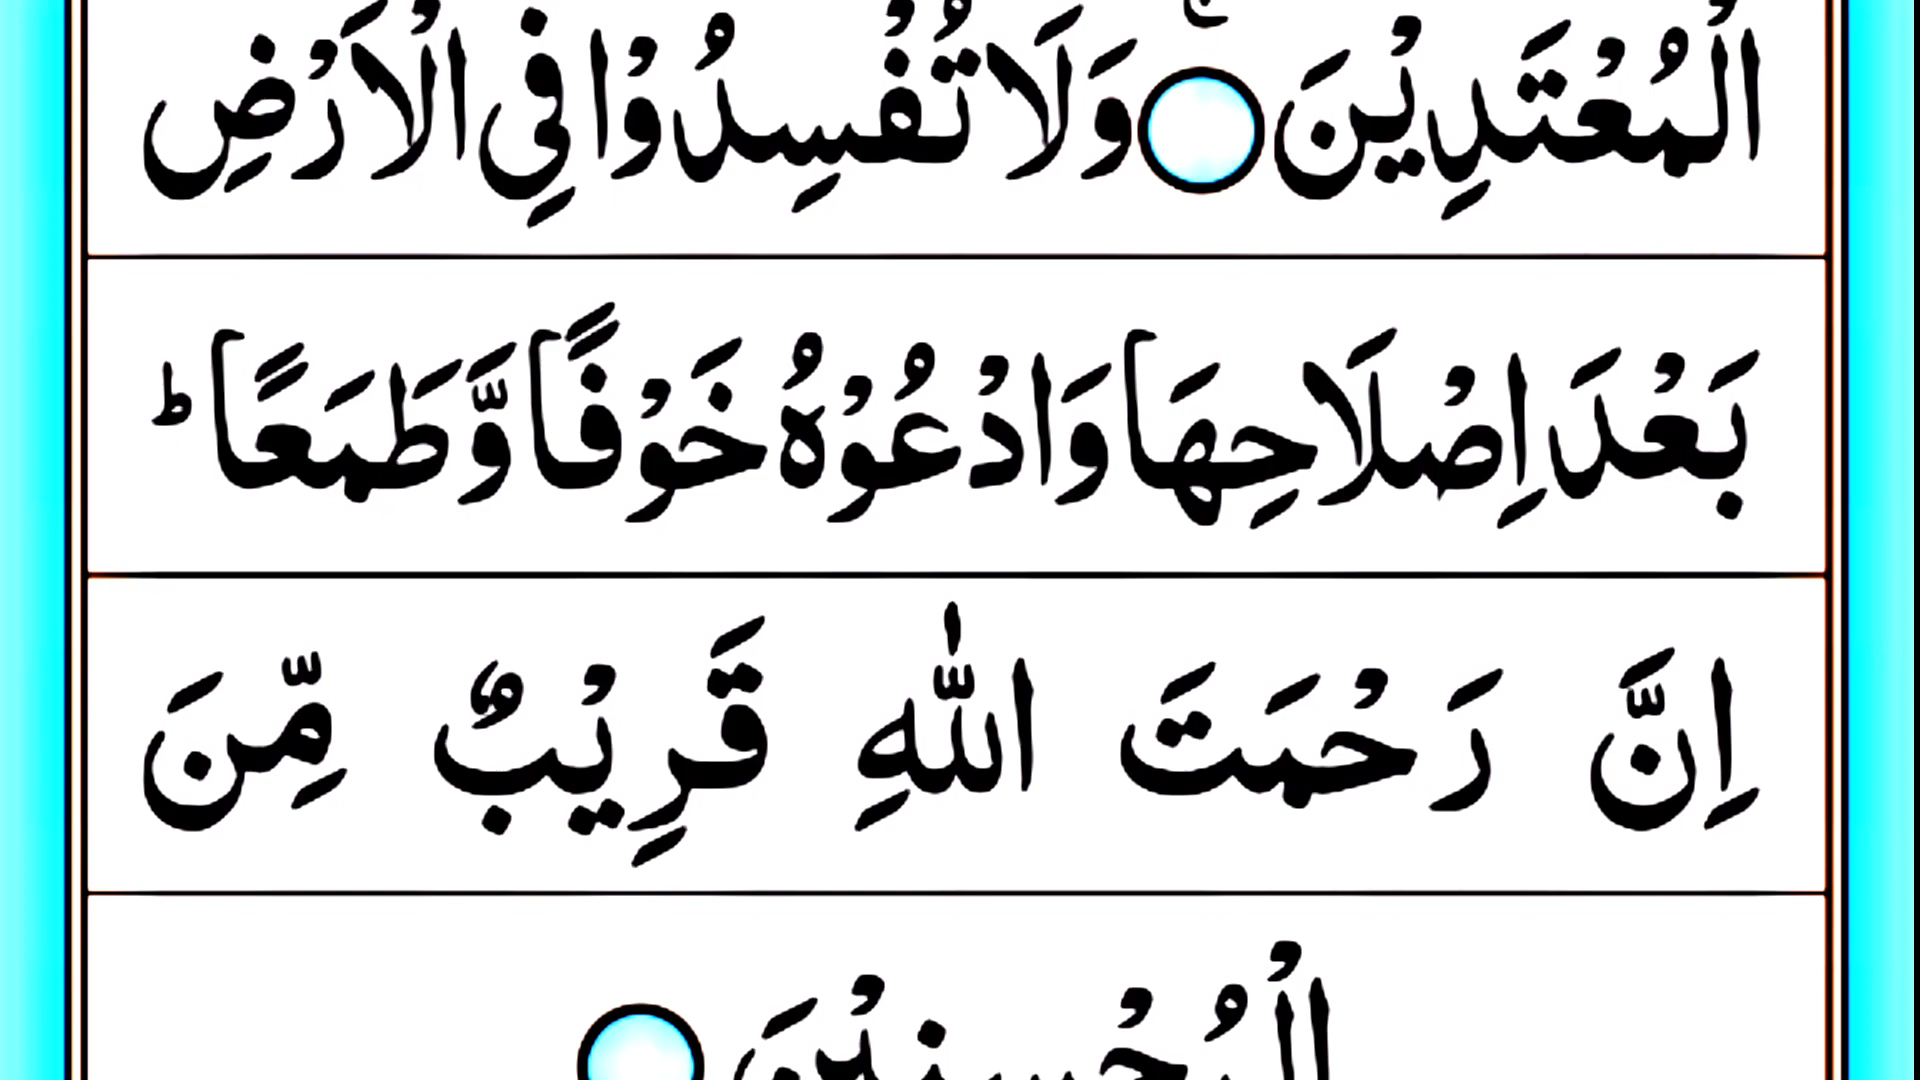 الْمُعْتَدِيْنَ ۚ وَلَا تُفْسِدُوْا فِي الْاَرْضِ
بَعْدَ اِصْلَاحِهَا وَادْعُوْهُ خَوْفًا وَّطَمَعًا ؕ
اِنَّ رَحْمَتَ اللّٰهِ قَرِيْبٌ مِّنَ
الْمُحْسِنِيْنَ